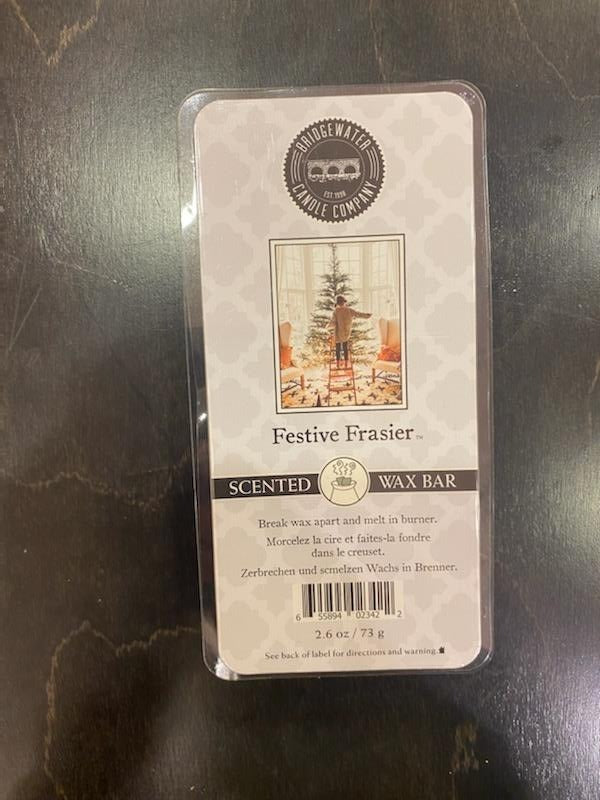 BRIDGEWATER
EST. 1998
CANDLE COMPANY
Festive Frasier™
SCENTED WAX BAR
Break wax apart and melt in burner.
Morcelez la cire et faites-la fondre
dans le creuset.
Zerbrechen und scmelzen Wachs in Brenner.
6 55894 02342 2
2.6 oz / 73 g
See back of label for directions and warning.